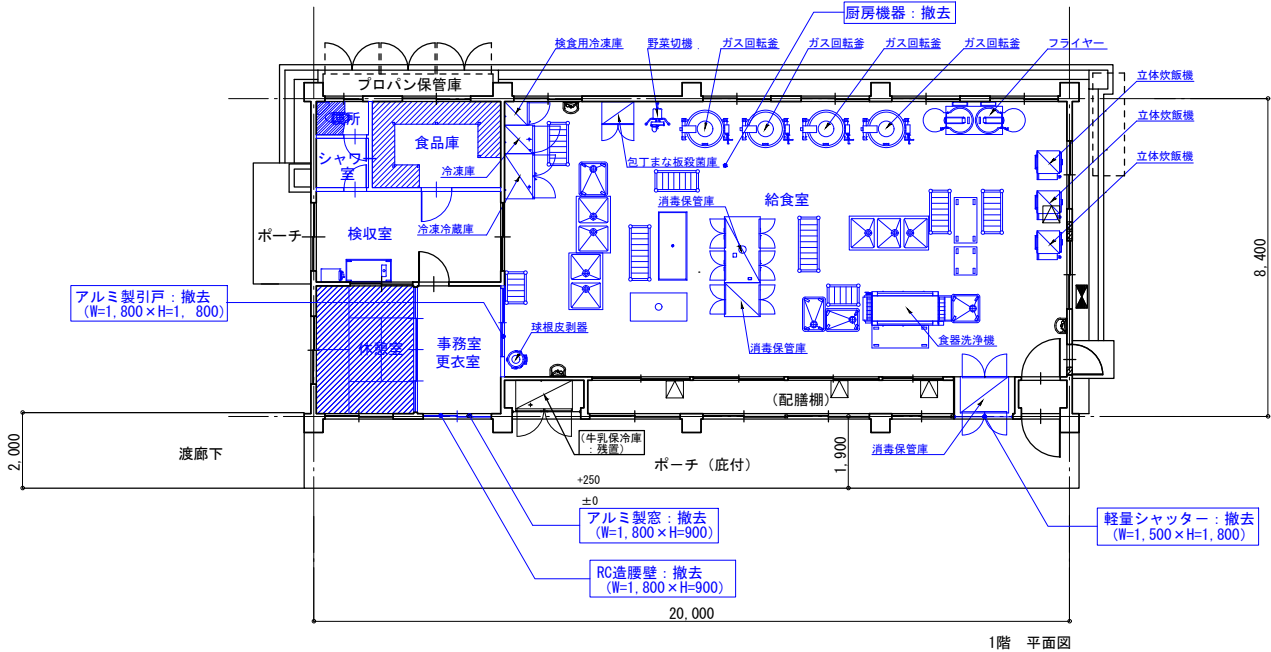 厨房機器：撤去
検食用冷凍庫
野菜切機
ガス回転釜
ガス回転釜
ガス回転釜
ガス回転釜
フライヤー
立体炊飯機
立体炊飯機
立体炊飯機
プロパン保管庫
便所
シャワー
室
食品庫
冷凍庫
包丁まな板殺菌庫
冷凍冷蔵庫
消毒保管庫
給食室
ポーチ
検収室
8,400
アルミ製引戸：撤去
(W=1,800×H=1, 800)
休憩室
事務室
更衣室
球根皮剥器
消毒保管庫
食器洗浄機
(配膳棚)
(牛乳保冷庫
：残置)
消毒保管庫
2,000
渡廊下
ポーチ（庇付）
1,900
+250
±0
アルミ製窓：撤去
(W=1,800×H=900)
軽量シャッター：撤去
(W=1,500×H=1,800)
RC造腰壁：撤去
(W=1,800×H=900)
20,000
1階　平面図